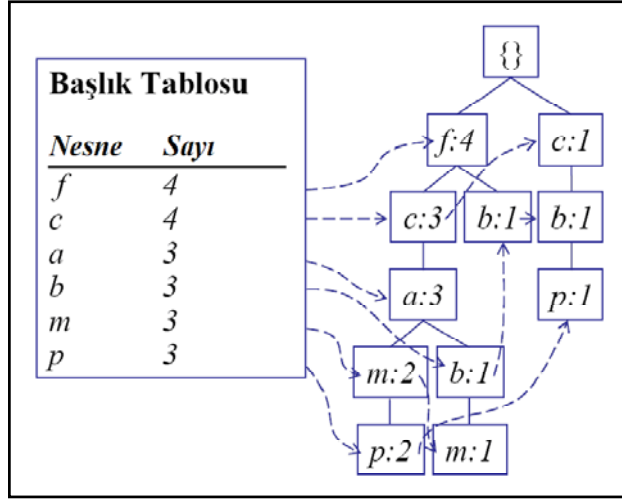 Başlık Tablosu
Nesne Sayı
f 4
c 4
a 3
b 3
m 3
p 3
{}
f:4 c:1
c:3 b:1 b:1
a:3 p:1
m:2 b:1
p:2 m:1